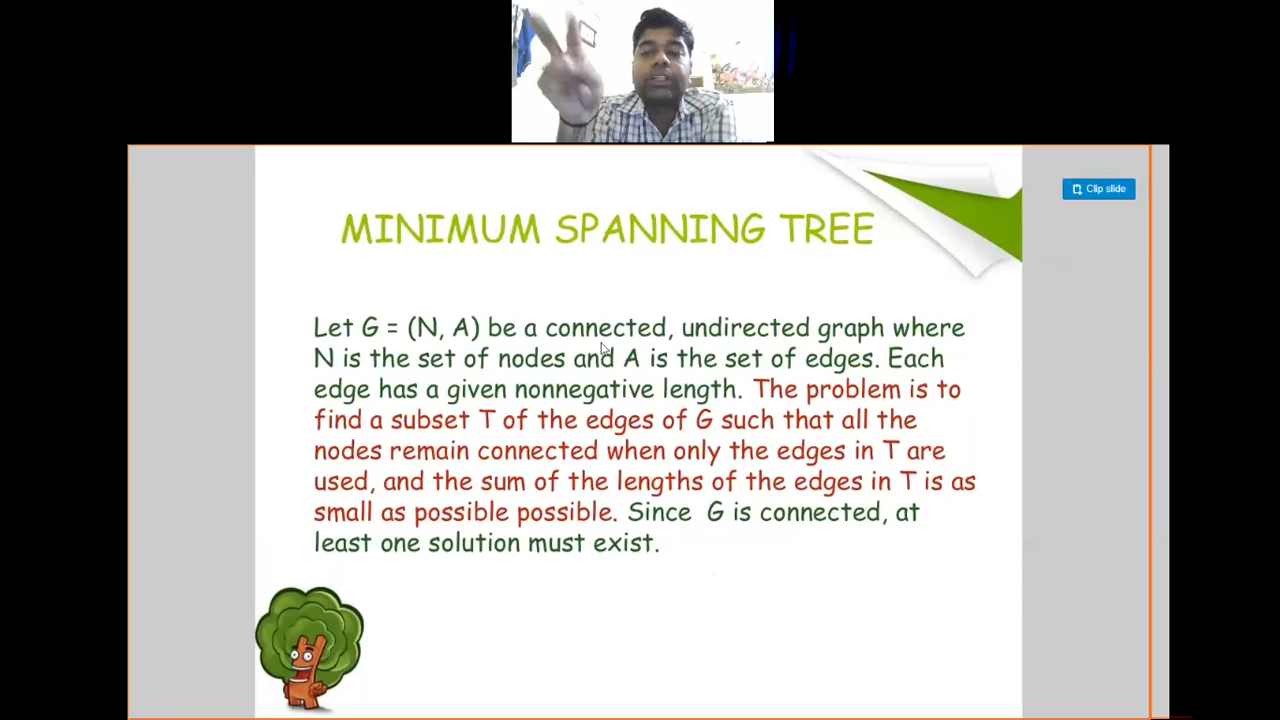 Clip slide
MINIMUM SPANNING TREE
Let G = (N, A) be a connected, undirected graph where
N is the set of nodes and A is the set of edges. Each
edge has a given nonnegative length. The problem is to
find a subset T of the edges of G such that all the
nodes remain connected when only the edges in T are
used, and the sum of the lengths of the edges in T is as
small as possible possible. Since G is connected, at
least one solution must exist.